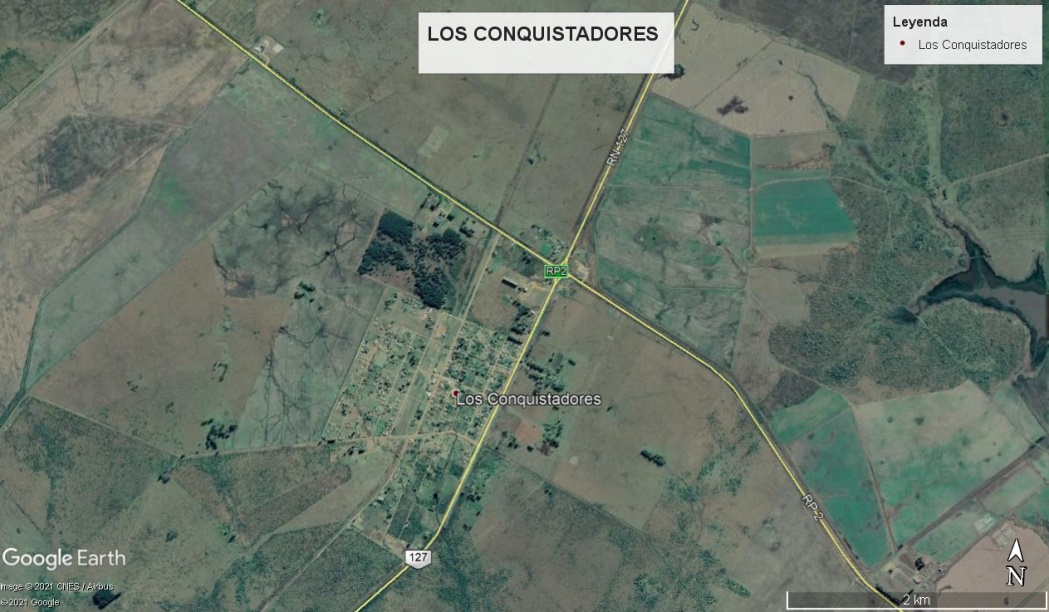 LOS CONQUISTADORES
Leyenda
Los Conquistadores
RN 127
RP2
Los Conquistadores
RP 2
127
Google Earth
Image © 2021 CNES / Airbus
© 2021 Google
N
2 km